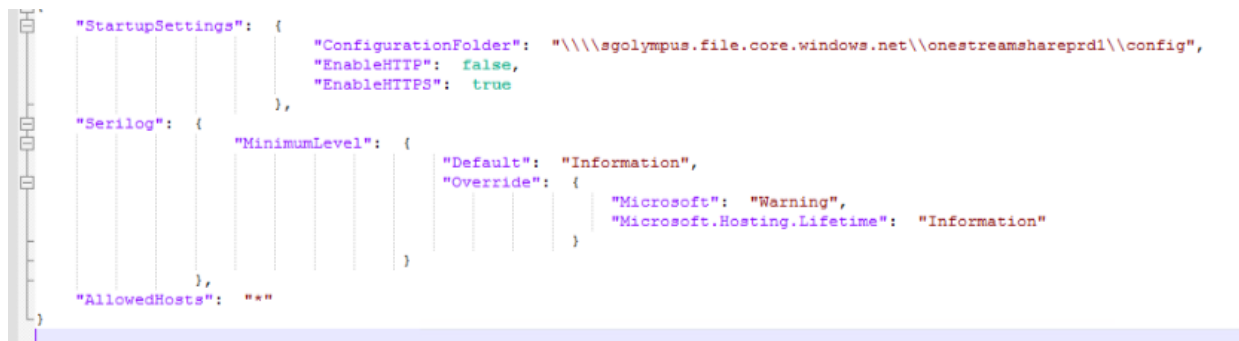 "StartupSettings": {
"ConfigurationFolder": "\\\\sgolympus.file.core.windows.net\\onestreamshareprd1\\config",
"EnableHTTP": false,
"EnableHTTPS": true
},
"Serilog": {
"MinimumLevel": {
"Default": "Information",
"Override": {
"Microsoft": "Warning",
"Microsoft.Hosting.Lifetime": "Information"
}
}
},
"AllowedHosts": "*"
}